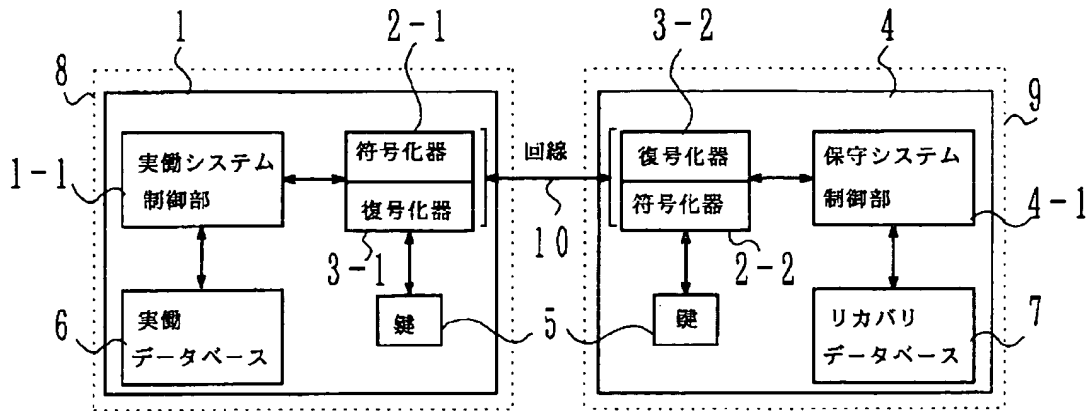 1
2-1
3-2
4
8
9
実働システム
制御部
1-1
符号化器
復号化器
3-1
回線
10
復号化器
符号化器
2-2
保守システム
制御部
4-1
6
実働
データベース
鍵
5
鍵
リカバリ
データベース
7